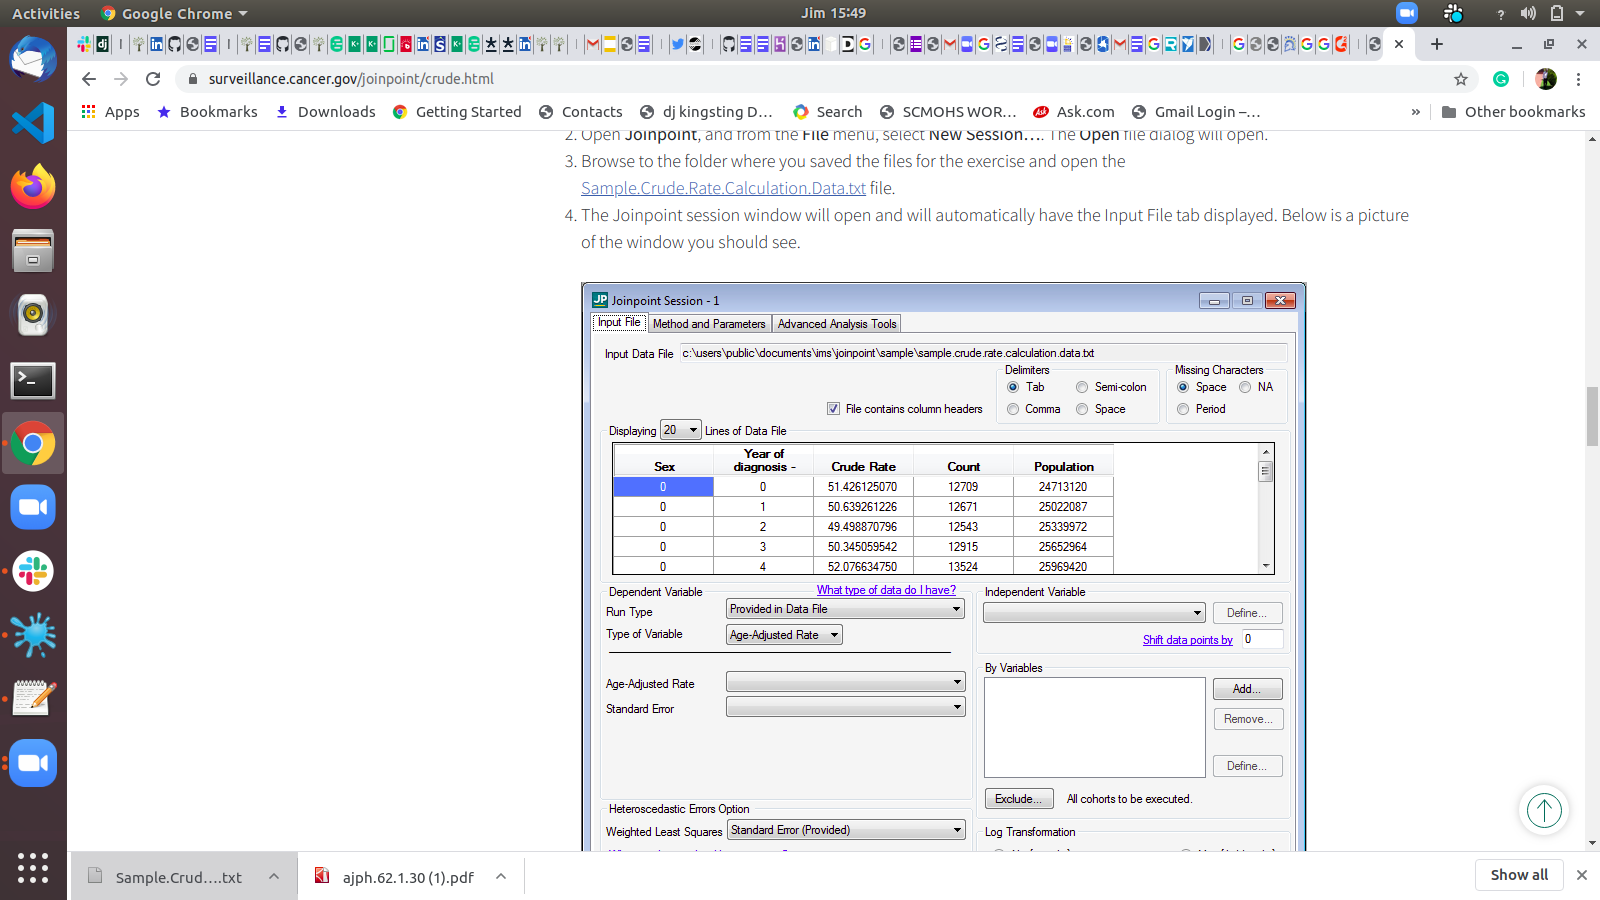 Activities
Google Chrome
Jim 15:49
surveillance.cancer.gov/joinpoint/crude.html
Apps
Bookmarks
Downloads
Getting Started
Contacts
dj kingsting D...
Search
SCMOHS WOR...
Ask.com
Gmail Login –...
»
Other bookmarks
2. Open Joinpoint, and from the File menu, select New Session.... The Open file dialog will open.
3. Browse to the folder where you saved the files for the exercise and open the
Sample.Crude.Rate.Calculation.Data.txt file.
4. The Joinpoint session window will open and will automatically have the Input File tab displayed. Below is a picture
of the window you should see.
JP Joinpoint Session - 1
Input File Method and Parameters Advanced Analysis Tools
Input Data File c:\users\public\documents\ims\joinpoint\sample\sample.crude.rate.calculation.data.txt
Delimiters
Tab Semi-colon
Comma Space
Missing Characters
Space NA
Period
File contains column headers
Displaying 20 Lines of Data File
Sex Year of diagnosis - Crude Rate Count Population
0 0 51.426125070 12709 24713120
0 1 50.639261226 12671 25022087
0 2 49.498870796 12543 25339972
0 3 50.345059542 12915 25652964
0 4 52.076634750 13524 25969420
Dependent Variable What type of data do I have?
Run Type Provided in Data File
Type of Variable Age-Adjusted Rate
Age-Adjusted Rate
Standard Error
Independent Variable
Define...
Shift data points by 0
By Variables
Add...
Remove...
Define...
Exclude... All cohorts to be executed.
Heteroscedastic Errors Option
Weighted Least Squares Standard Error (Provided)
Log Transformation
Sample.Crud....txt
ajph.62.1.30 (1).pdf
Show all